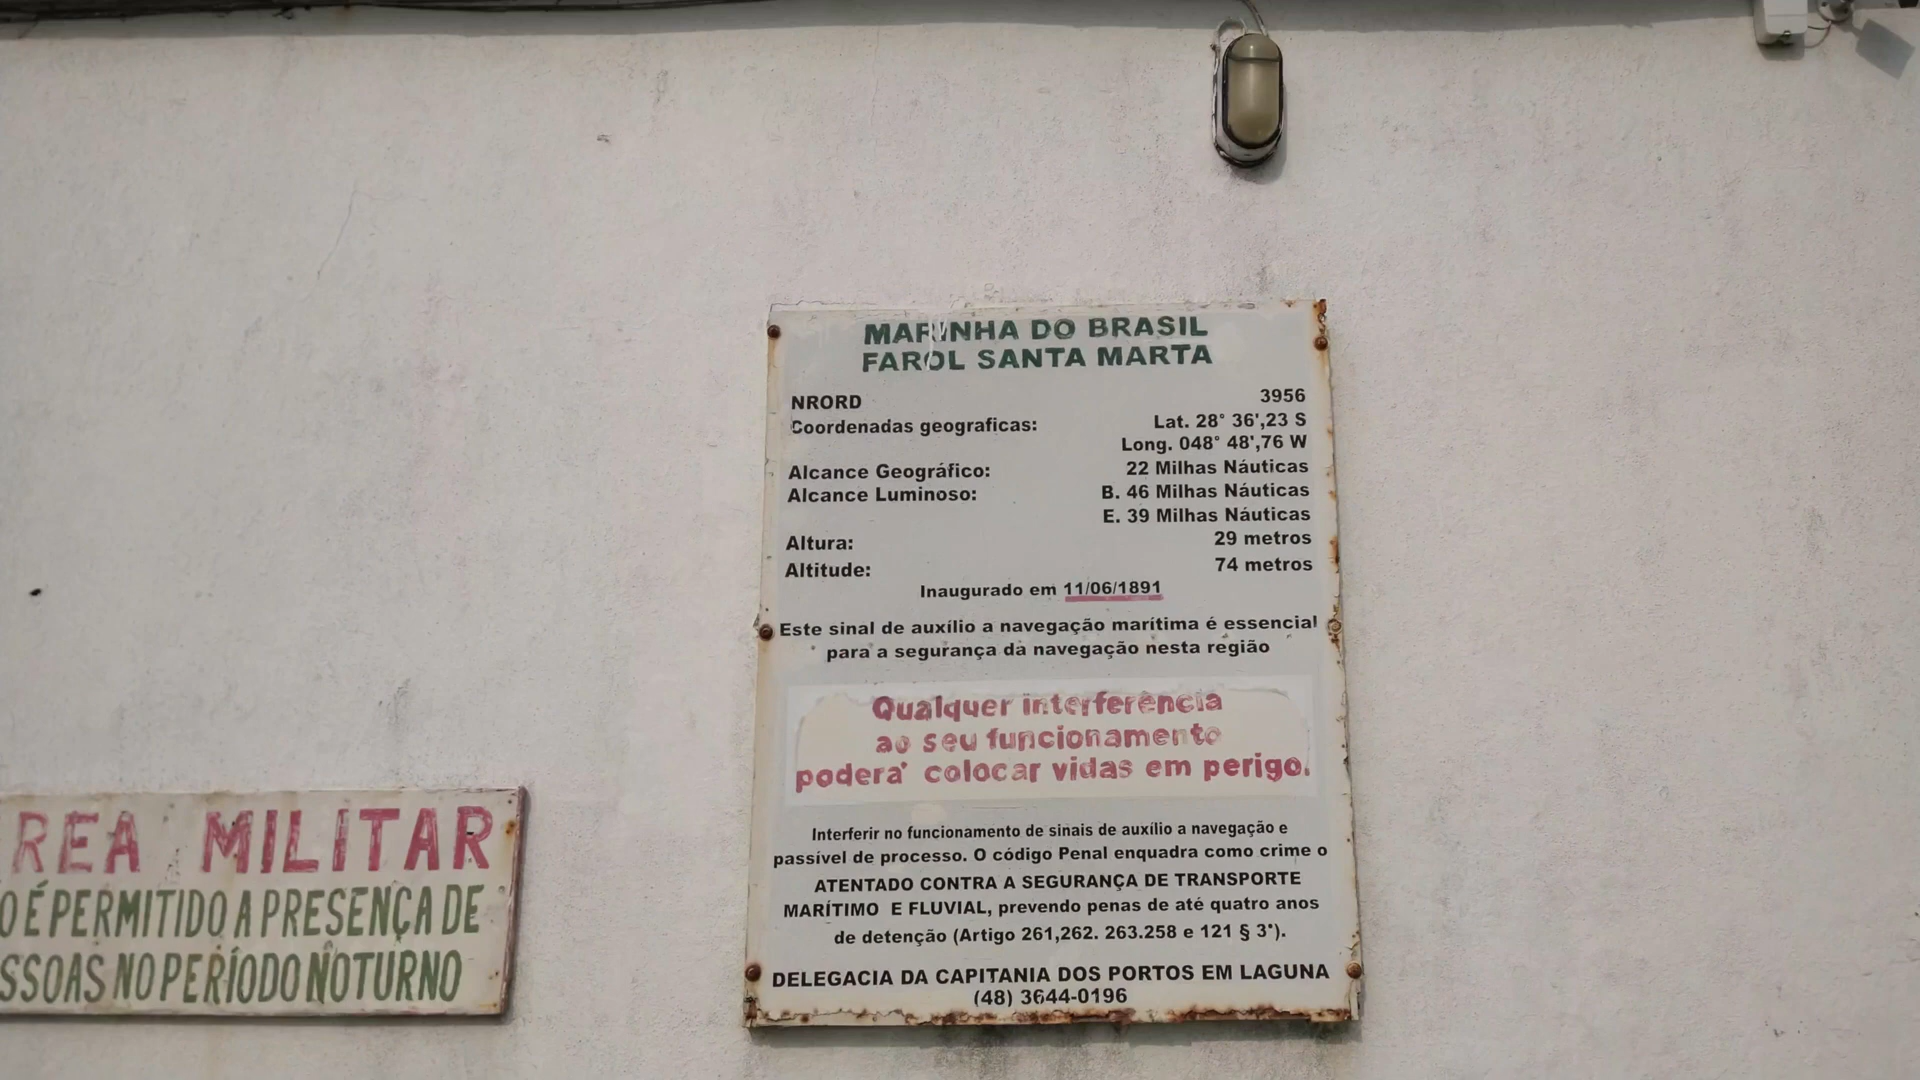 MARINHA DO BRASIL
FAROL SANTA MARTA
NRORD 3956
Coordenadas geograficas: Lat. 28° 36',23 S
Long. 048° 48',76 W
Alcance Geográfico: 22 Milhas Náuticas
Alcance Luminoso: B. 46 Milhas Náuticas
E. 39 Milhas Náuticas
Altura: 29 metros
Altitude: 74 metros
Inaugurado em 11/06/1891
Este sinal de auxílio a navegação marítima é essencial
para a segurança da navegação nesta região
Qualquer interferência
ao seu funcionamento
podera' colocar vidas em perigo.
Interferir no funcionamento de sinais de auxílio a navegação e
passível de processo. O código Penal enquadra como crime o
ATENTADO CONTRA A SEGURANÇA DE TRANSPORTE
MARÍTIMO E FLUVIAL, prevendo penas de até quatro anos
de detenção (Artigo 261,262. 263.258 e 121 § 3°).
DELEGACIA DA CAPITANIA DOS PORTOS EM LAGUNA
(48) 3644-0196
REA MILITAR
O É PERMITIDO A PRESENÇA DE
SSOAS NO PERÍODO NOTURNO